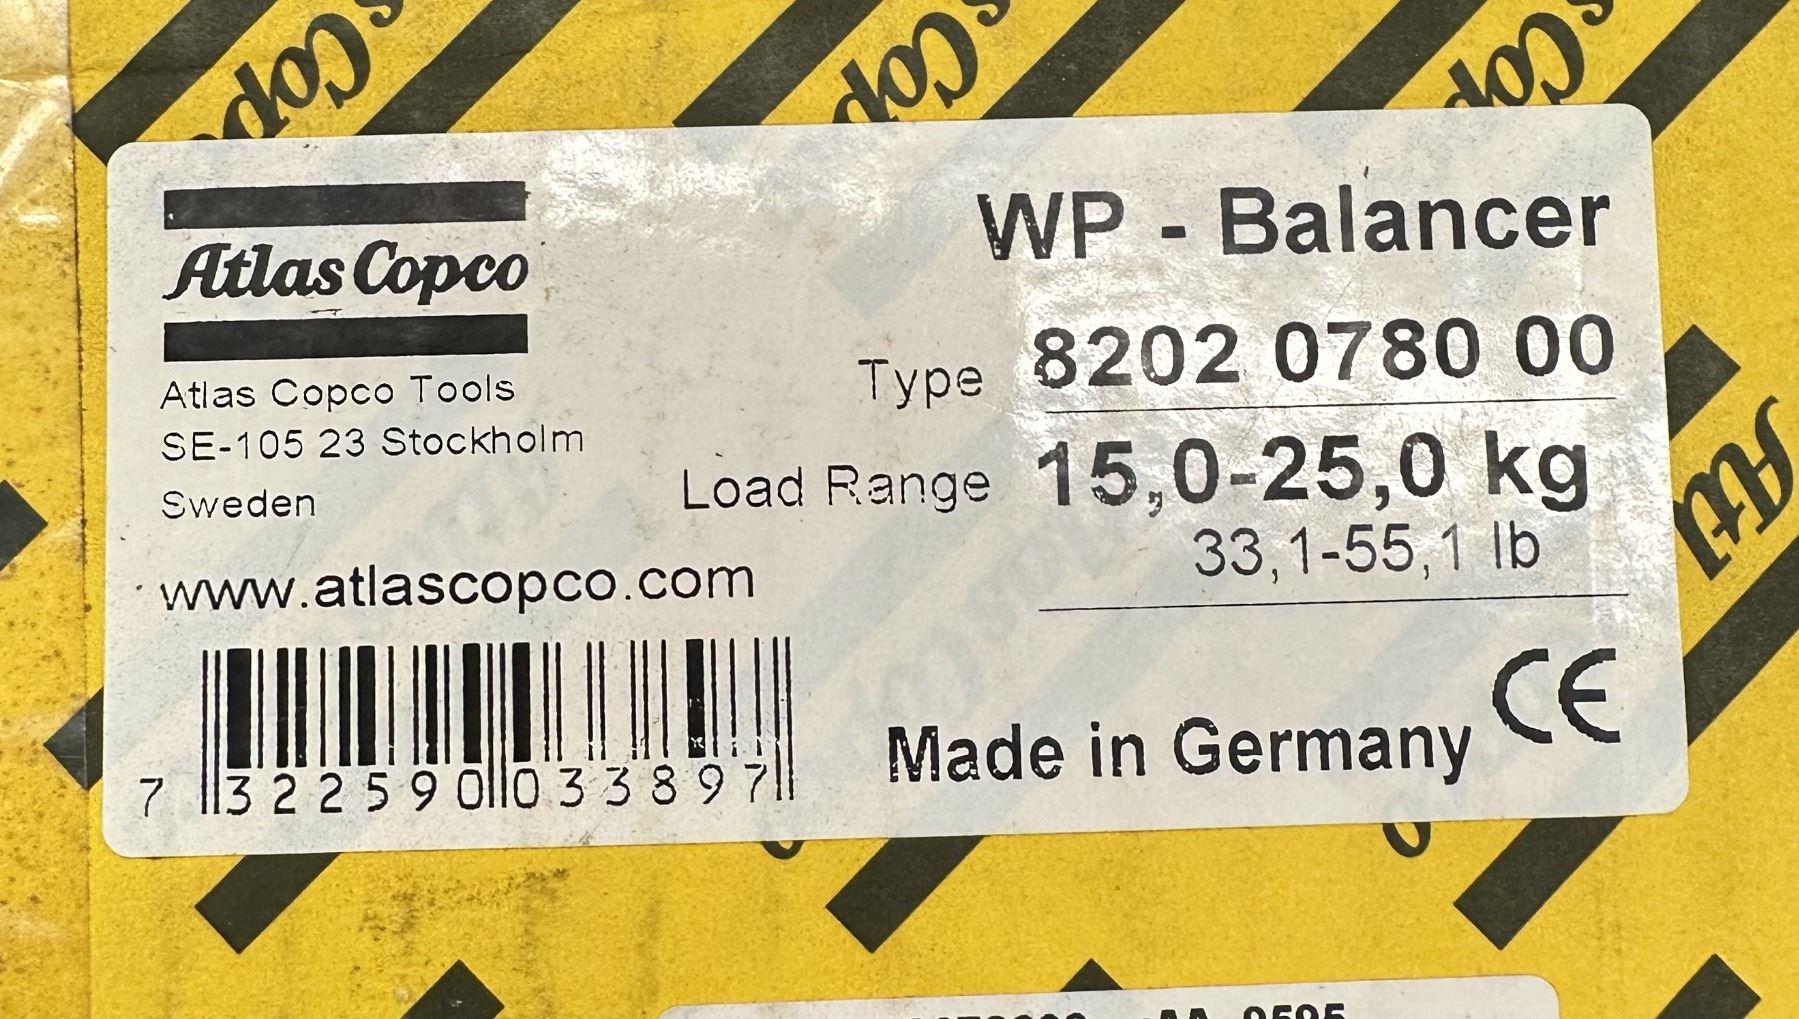 Atlas Copco
Atlas Copco Tools
SE-105 23 Stockholm
Sweden
www.atlascopco.com
7 322590 033897
WP - Balancer
Type 8202 0780 00
Load Range 15,0-25,0 kg
33,1-55,1 lb
Made in Germany CE
9595